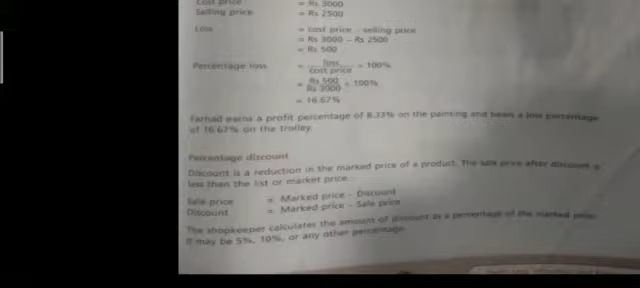 Cost price = Rs 3000
Selling price = Rs 2500
Loss = cost price - selling price
= Rs 3000 – Rs 2500
= Rs 500
Percentage loss = loss / cost price × 100%
= Rs 500 / Rs 3000 × 100%
= 16.67%
Farhad earns a profit percentage of 8.33% on the painting and bears a loss percentage
of 16.67% on the trolley.
Percentage discount
Discount is a reduction in the marked price of a product. The sale price after discount is
less than the list or market price.
Sale price = Marked price – Discount
Discount = Marked price – Sale price
The shopkeeper calculates the amount of discount as a percentage of the marked price.
It may be 5%, 10%, or any other percentage.